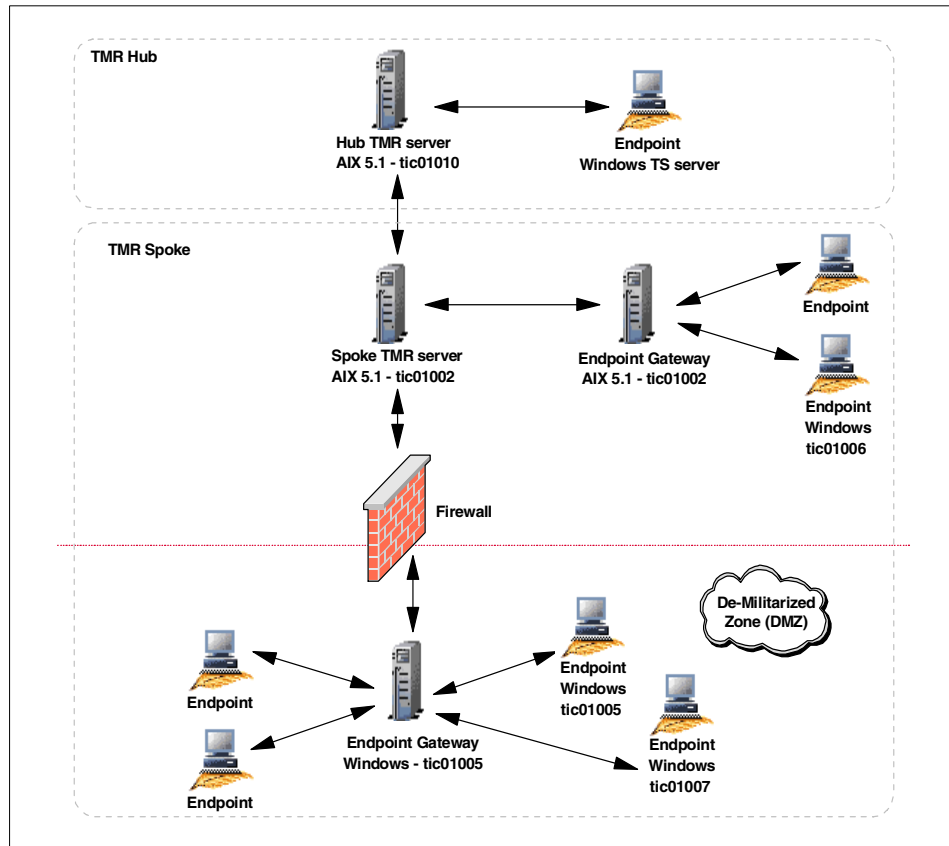 TMR Hub
Hub TMR server
AIX 5.1 - tic01010
Endpoint
Windows TS server
TMR Spoke
Spoke TMR server
AIX 5.1 - tic01002
Endpoint Gateway
AIX 5.1 - tic01002
Endpoint
Endpoint
Windows
tic01006
Firewall
De-Militarized
Zone (DMZ)
Endpoint
Endpoint
Endpoint Gateway
Windows - tic01005
Endpoint
Windows
tic01005
Endpoint
Windows
tic01007